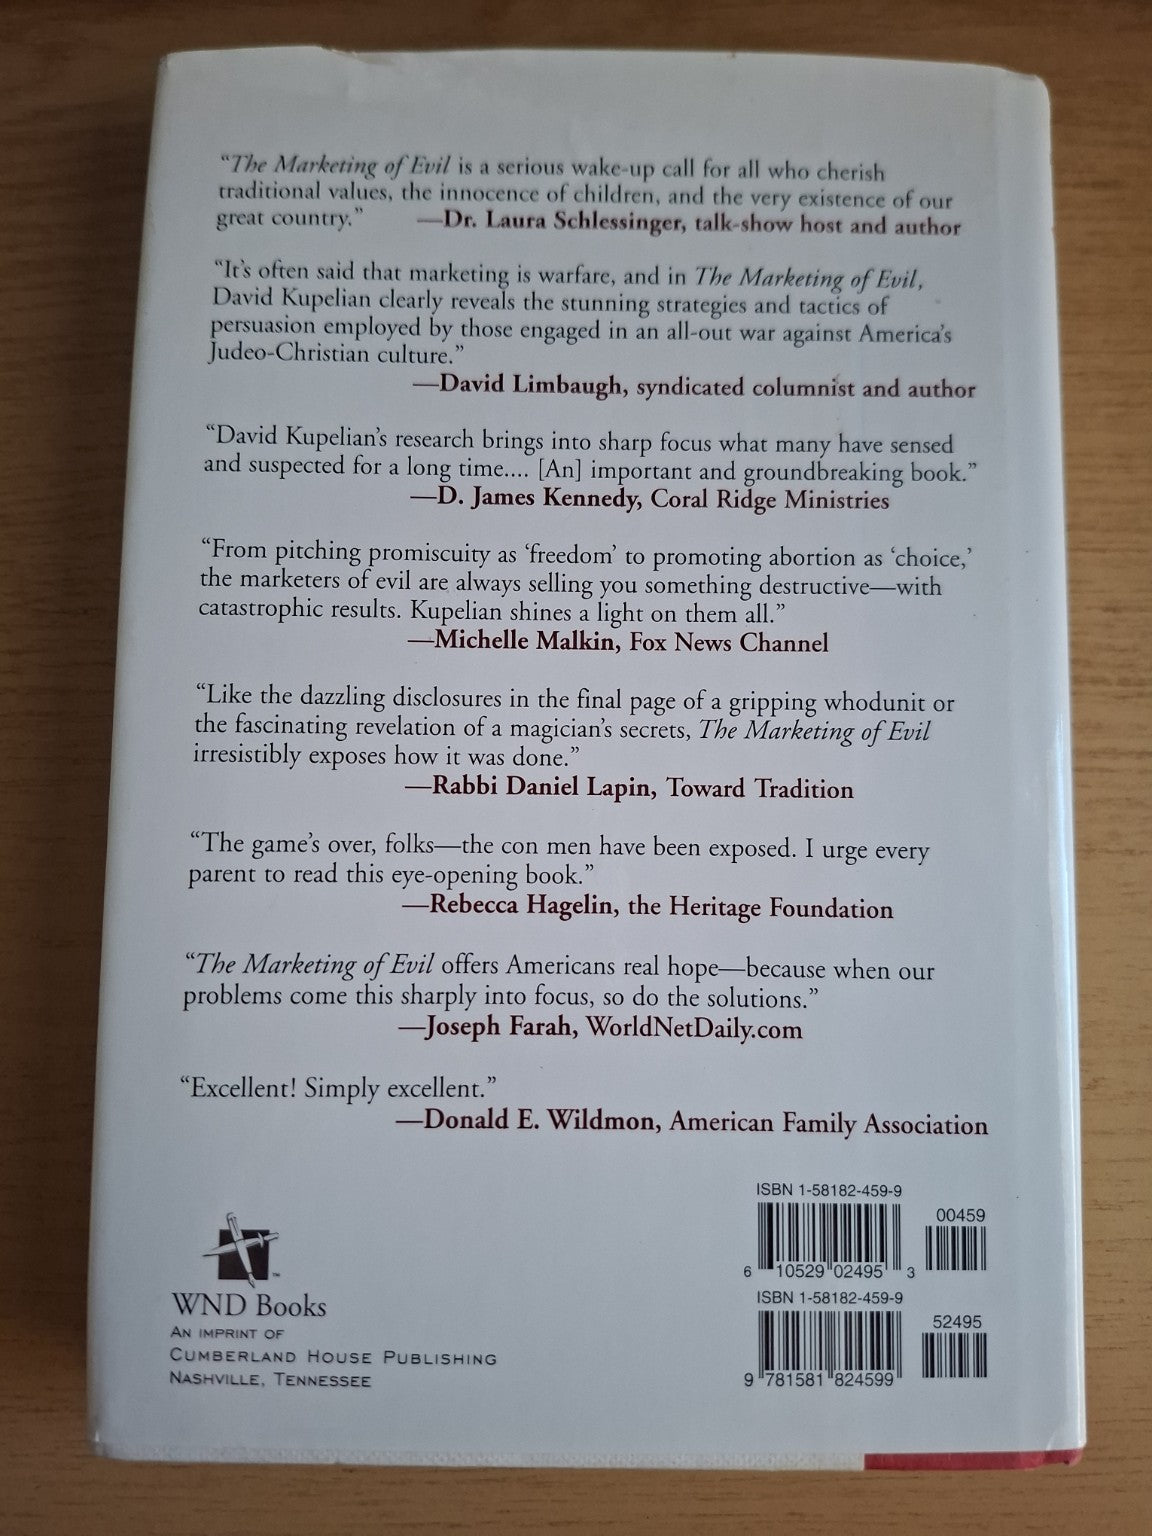 “The Marketing of Evil is a serious wake-up call for all who cherish
traditional values, the innocence of children, and the very existence of our
great country.” —Dr. Laura Schlessinger, talk-show host and author
“It’s often said that marketing is warfare, and in The Marketing of Evil,
David Kupelian clearly reveals the stunning strategies and tactics of
persuasion employed by those engaged in an all-out war against America’s
Judeo-Christian culture.”
—David Limbaugh, syndicated columnist and author
“David Kupelian’s research brings into sharp focus what many have sensed
and suspected for a long time.... [An] important and groundbreaking book.”
—D. James Kennedy, Coral Ridge Ministries
“From pitching promiscuity as ‘freedom’ to promoting abortion as ‘choice,’
the marketers of evil are always selling you something destructive—with
catastrophic results. Kupelian shines a light on them all.”
—Michelle Malkin, Fox News Channel
“Like the dazzling disclosures in the final page of a gripping whodunit or
the fascinating revelation of a magician’s secrets, The Marketing of Evil
irresistibly exposes how it was done.”
—Rabbi Daniel Lapin, Toward Tradition
“The game’s over, folks—the con men have been exposed. I urge every
parent to read this eye-opening book.”
—Rebecca Hagelin, the Heritage Foundation
“The Marketing of Evil offers Americans real hope—because when our
problems come this sharply into focus, so do the solutions.”
—Joseph Farah, WorldNetDaily.com
“Excellent! Simply excellent.”
—Donald E. Wildmon, American Family Association
WND Books
An imprint of
Cumberland House Publishing
Nashville, Tennessee
ISBN 1-58182-459-9
00459
6 10529 02495 3
ISBN 1-58182-459-9
52495
9 781581 824599